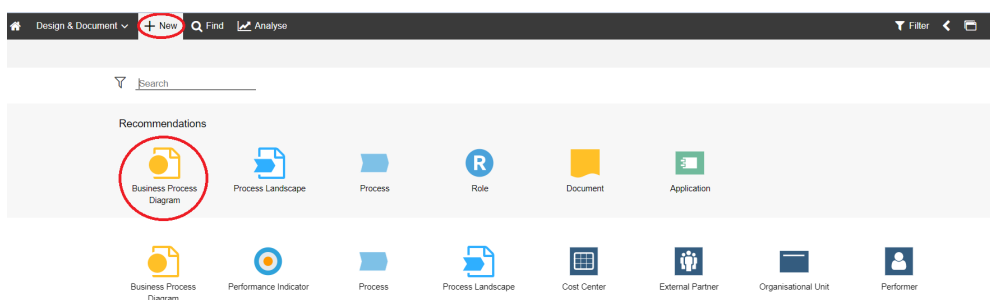 Design & Document + New Find Analyse Filter
Search
Recommendations
Business Process Diagram Process Landscape Process Role Document Application
R
Business Process Diagram Performance Indicator Process Process Landscape Cost Center External Partner Organisational Unit Performer